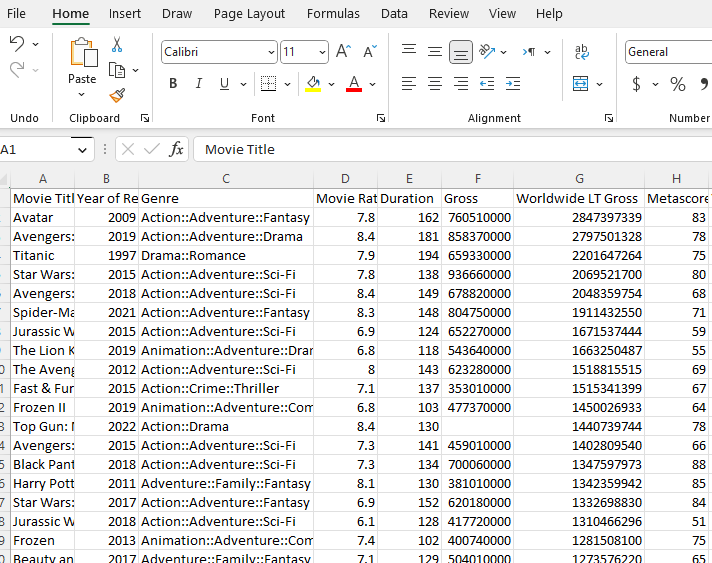 File Home Insert Draw Page Layout Formulas Data Review View Help
Calibri 11 General
Paste B I U A $ % ,
Undo Clipboard Font Alignment Number
A1 fx Movie Title
A B C D E F G H
Movie Titl Year of Re Genre Movie Rat Duration Gross Worldwide LT Gross Metascore
Avatar 2009 Action::Adventure::Fantasy 7.8 162 760510000 2847397339 83
Avengers: 2019 Action::Adventure::Drama 8.4 181 858370000 2797501328 78
Titanic 1997 Drama::Romance 7.9 194 659330000 2201647264 75
Star Wars: 2015 Action::Adventure::Sci-Fi 7.8 138 936660000 2069521700 80
Avengers: 2018 Action::Adventure::Sci-Fi 8.4 149 678820000 2048359754 68
Spider-Ma 2021 Action::Adventure::Fantasy 8.3 148 804750000 1911432550 71
Jurassic W 2015 Action::Adventure::Sci-Fi 6.9 124 652270000 1671537444 59
The Lion K 2019 Animation::Adventure::Drar 6.8 118 543640000 1663250487 55
The Aveng 2012 Action::Adventure::Sci-Fi 8 143 623280000 1518815515 69
Fast & Fur 2015 Action::Crime::Thriller 7.1 137 353010000 1515341399 67
Frozen II 2019 Animation::Adventure::Com 6.8 103 477370000 1450026933 64
Top Gun: M 2022 Action::Drama 8.4 130 1440739744 78
Avengers: 2015 Action::Adventure::Sci-Fi 7.3 141 459010000 1402809540 66
Black Pant 2018 Action::Adventure::Sci-Fi 7.3 134 700060000 1347597973 88
Harry Pott 2011 Adventure::Family::Fantasy 8.1 130 381010000 1342359942 85
Star Wars: 2017 Action::Adventure::Fantasy 6.9 152 620180000 1332698830 84
Jurassic W 2018 Action::Adventure::Sci-Fi 6.1 128 417720000 1310466296 51
Frozen 2013 Animation::Adventure::Com 7.4 102 400740000 1281508100 75
Beauty an 2017 Adventure::Family::Fantasy 7.1 129 504010000 1273576220 65